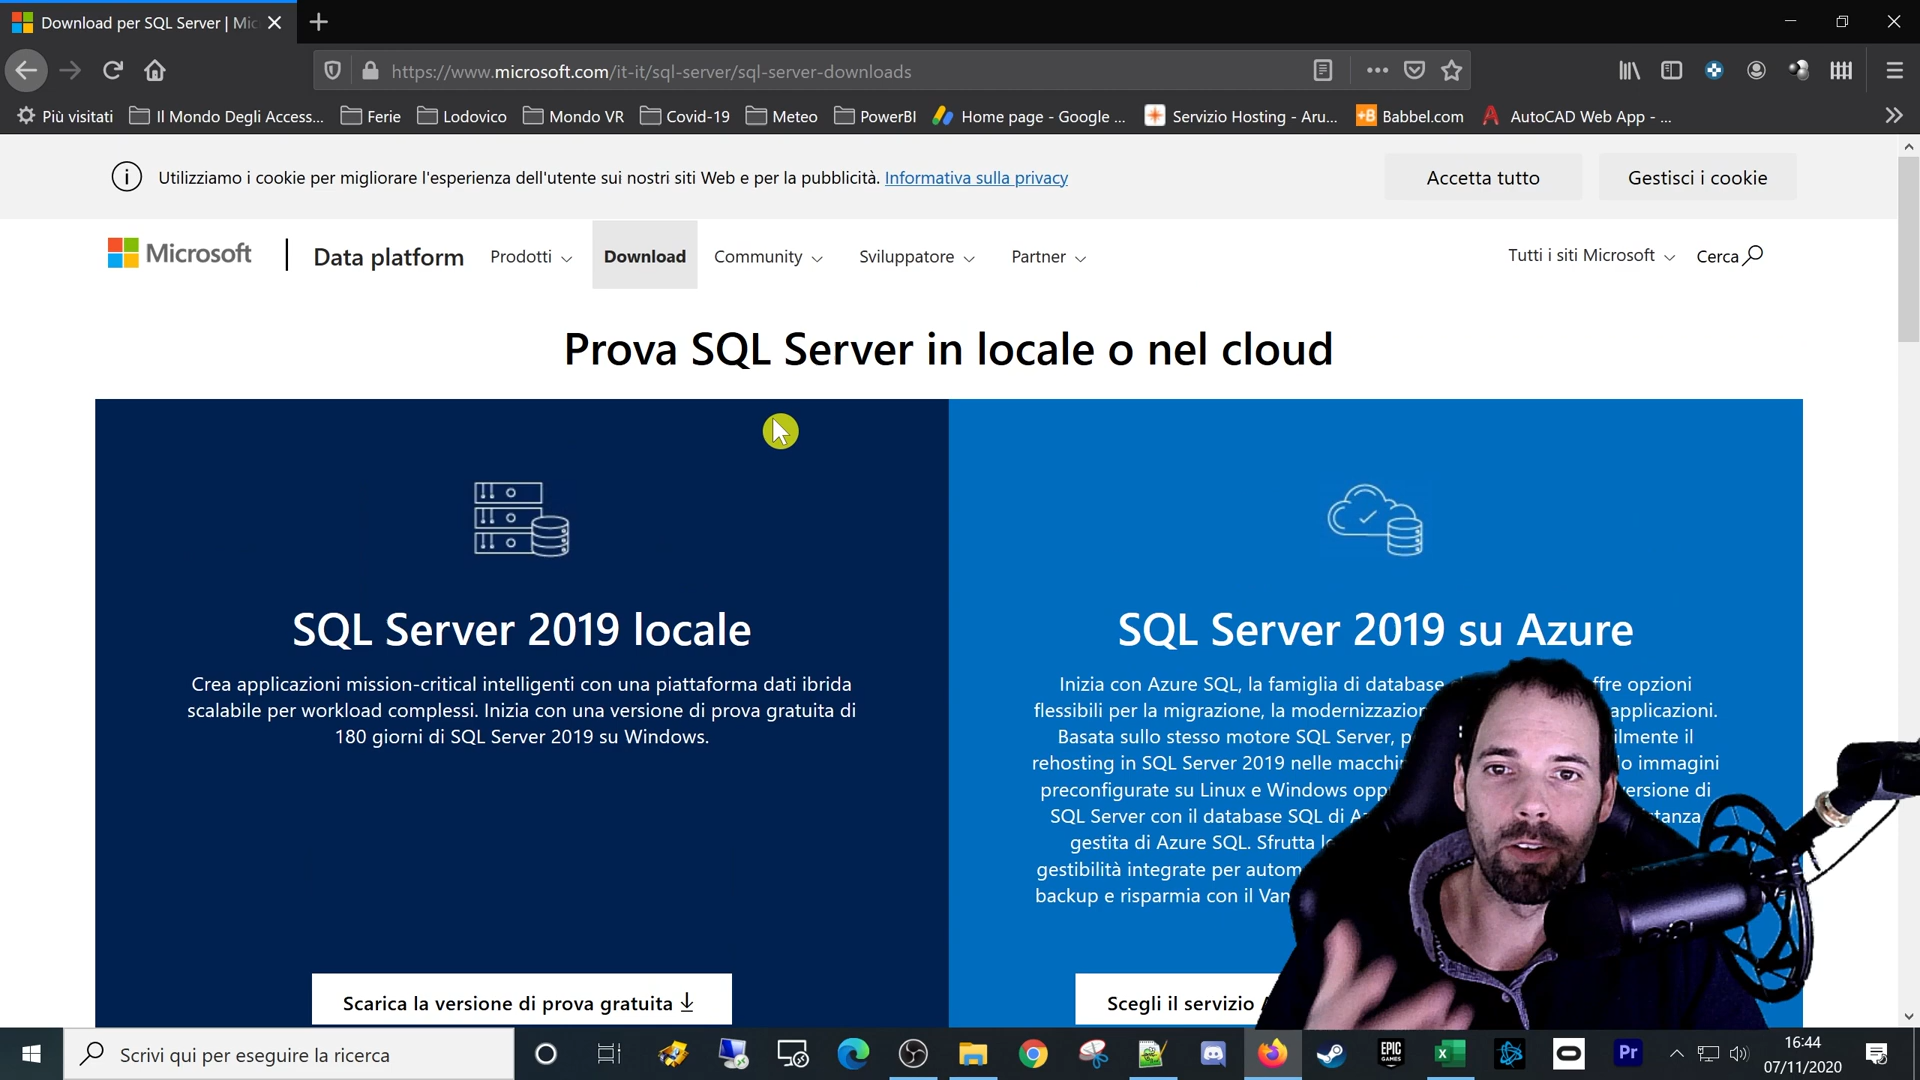 Download per SQL Server | Mic
https://www.microsoft.com/it-it/sql-server/sql-server-downloads
Più visitati Il Mondo Degli Access... Ferie Lodovico Mondo VR Covid-19 Meteo PowerBI Home page - Google ... Servizio Hosting - Aru... Babbel.com AutoCAD Web App - ...
Utilizziamo i cookie per migliorare l'esperienza dell'utente sui nostri siti Web e per la pubblicità. Informativa sulla privacy
Accetta tutto
Gestisci i cookie
Microsoft
Data platform
Prodotti
Download
Community
Sviluppatore
Partner
Tutti i siti Microsoft
Cerca
Prova SQL Server in locale o nel cloud
SQL Server 2019 locale
Crea applicazioni mission-critical intelligenti con una piattaforma dati ibrida
scalabile per workload complessi. Inizia con una versione di prova gratuita di
180 giorni di SQL Server 2019 su Windows.
Scarica la versione di prova gratuita
SQL Server 2019 su Azure
Inizia con Azure SQL, la famiglia di database opzioni
flessibili per la migrazione, la applicazioni.
Basata sullo stesso motore SQL Server, il
rehosting in SQL Server 2019 nelle immagini
preconfigurate su Linux e Windows di
SQL Server con il database SQL di
gestita di Azure SQL. Sfrutta
gestibilità integrate per
backup e risparmia con il
Scegli il servizio
Scrivi qui per eseguire la ricerca
EPIC
GAMES
Pr
16:44
07/11/2020